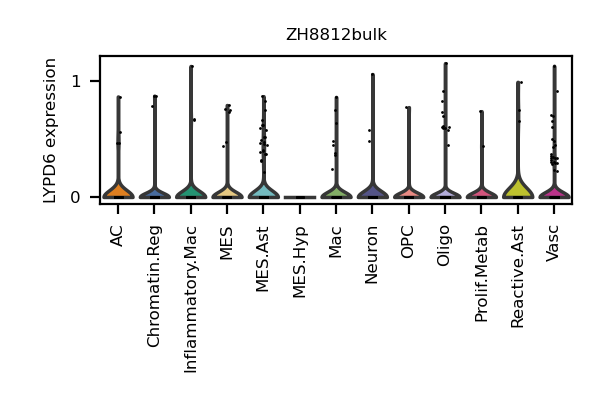 ZH8812bulk
LYPD6 expression
1
0
AC
Chromatin.Reg
Inflammatory.Mac
MES
MES.Ast
MES.Hyp
Mac
Neuron
OPC
Oligo
Prolif.Metab
Reactive.Ast
Vasc